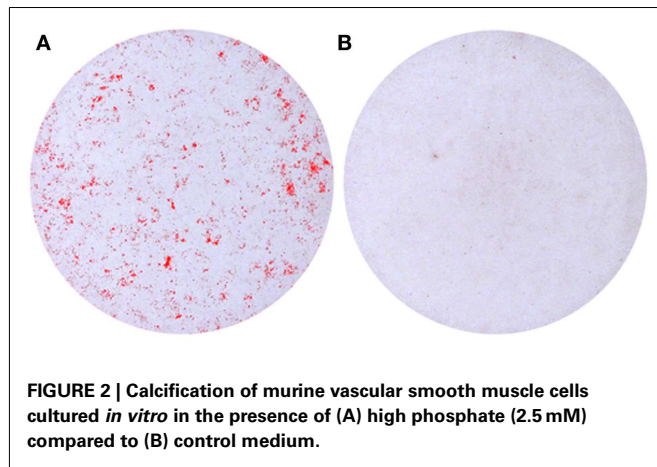 A
B
FIGURE 2 | Calcification of murine vascular smooth muscle cells
cultured in vitro in the presence of (A) high phosphate (2.5 mM)
compared to (B) control medium.